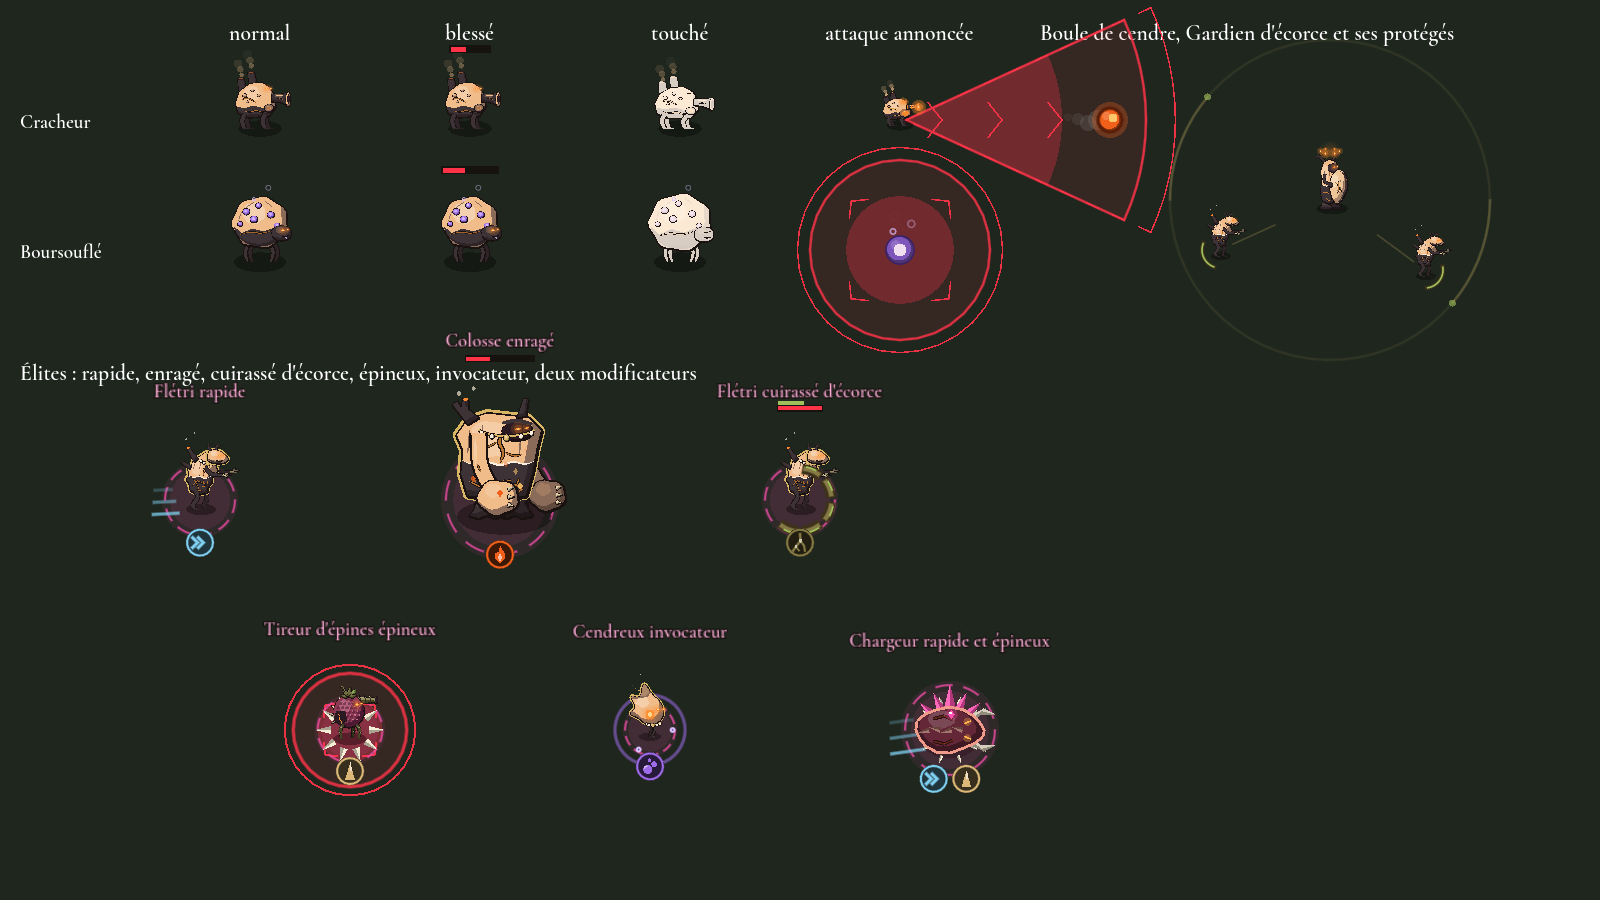 normal
blessé
touché
attaque annoncée
Boule de cendre, Gardien d'écorce et ses protégés
Cracheur
Boursouflé
Colosse enragé
Élites : rapide, enragé, cuirassé d'écorce, épineux, invocateur, deux modificateurs
Flétri rapide
Flétri cuirassé d'écorce
Tireur d'épines épineux
Cendreux invocateur
Chargeur rapide et épineux